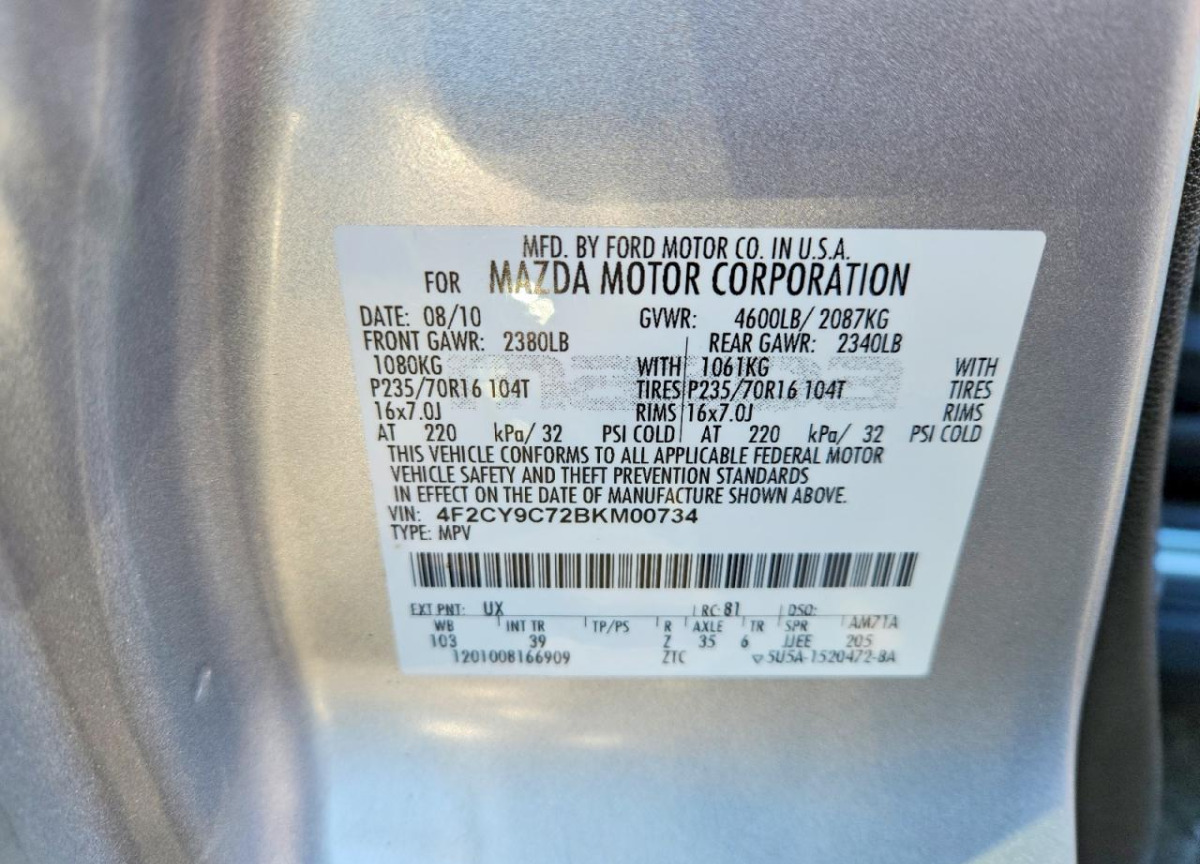 MFD. BY FORD MOTOR CO. IN U.S.A.
FOR MAZDA MOTOR CORPORATION
DATE: 08/10 GVWR: 4600LB/ 2087KG
FRONT GAWR: 2380LB REAR GAWR: 2340LB
1080KG WITH 1061KG WITH
P235/70R16 104T TIRES P235/70R16 104T TIRES
16x7.0J RIMS 16x7.0J RIMS
AT 220 kPa/ 32 PSI COLD AT 220 kPa/ 32 PSI COLD
THIS VEHICLE CONFORMS TO ALL APPLICABLE FEDERAL MOTOR
VEHICLE SAFETY AND THEFT PREVENTION STANDARDS
IN EFFECT ON THE DATE OF MANUFACTURE SHOWN ABOVE.
VIN: 4F2CY9C72BKM00734
TYPE: MPV
EXT PNT: UX RC: 81 DSO:
WB INT TR TP/PS R AXLE TR SPR AM71A
103 39 Z 35 6 JJEE 205
1201008166909 ZTC 5U5A-1520472-8A
mazda